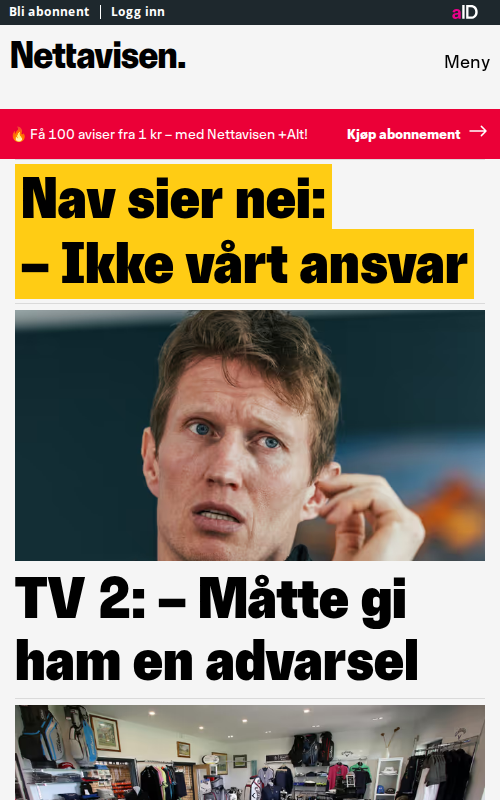 Bli abonnent | Logg inn
aID
Nettavisen.
Meny
🔥 Få 100 aviser fra 1 kr – med Nettavisen +Alt!
Kjøp abonnement →
Nav sier nei:
– Ikke vårt ansvar
TV 2: – Måtte gi
ham en advarsel